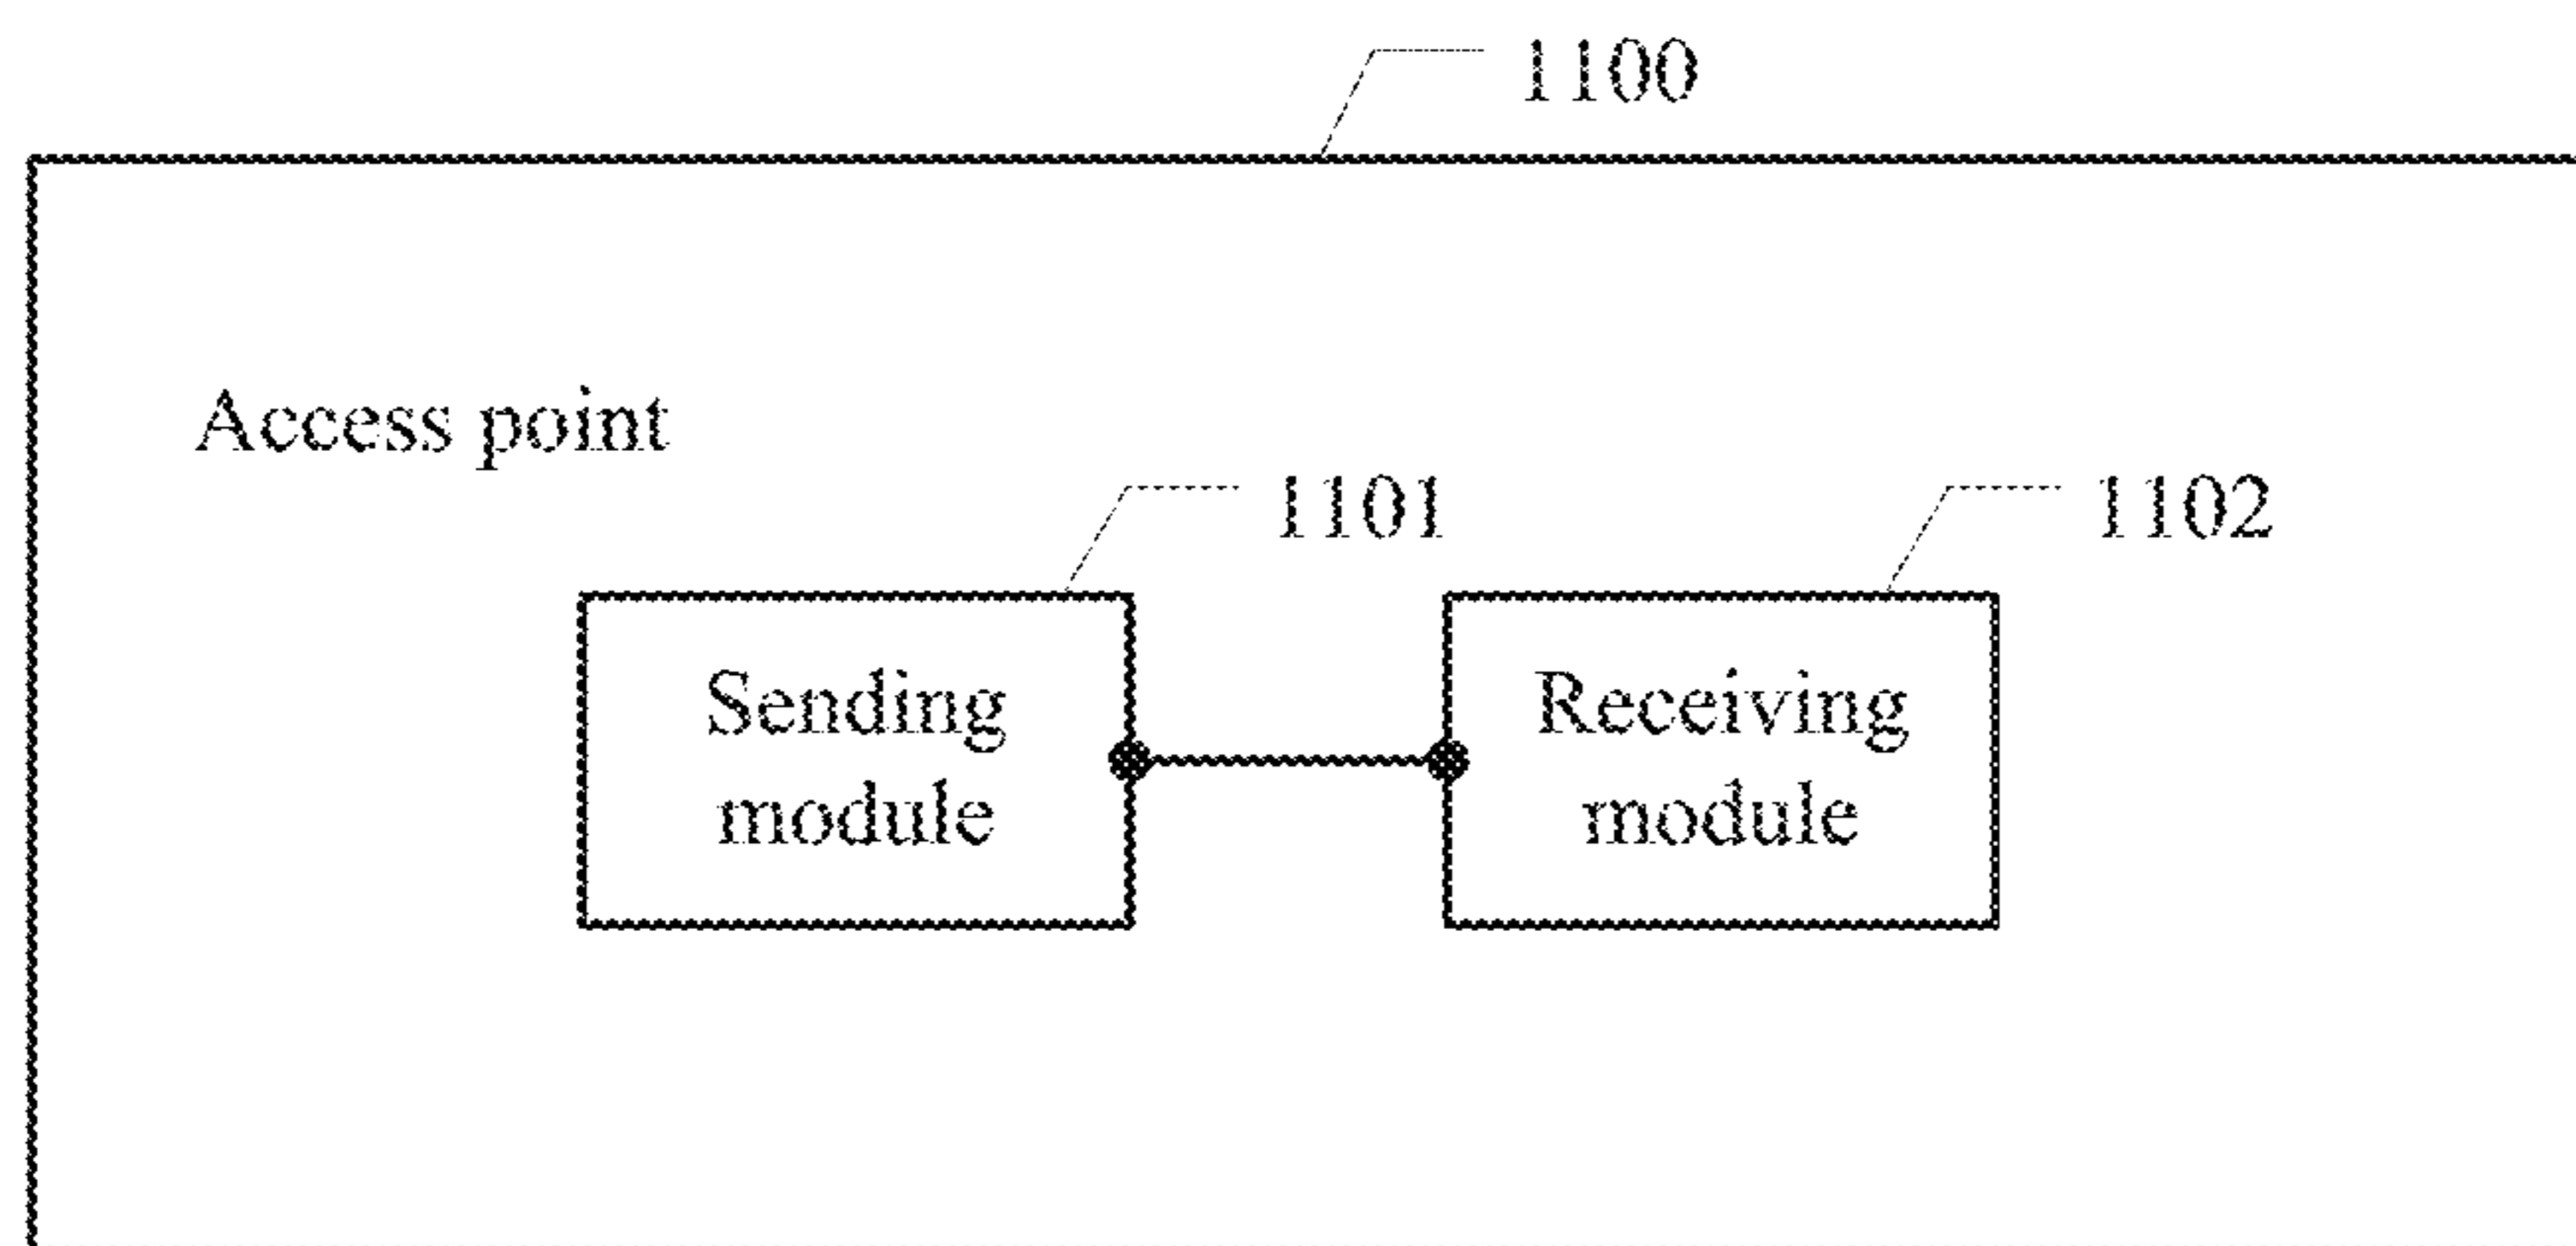 1100
Access point
1101
1102
Sending
module
Receiving
module